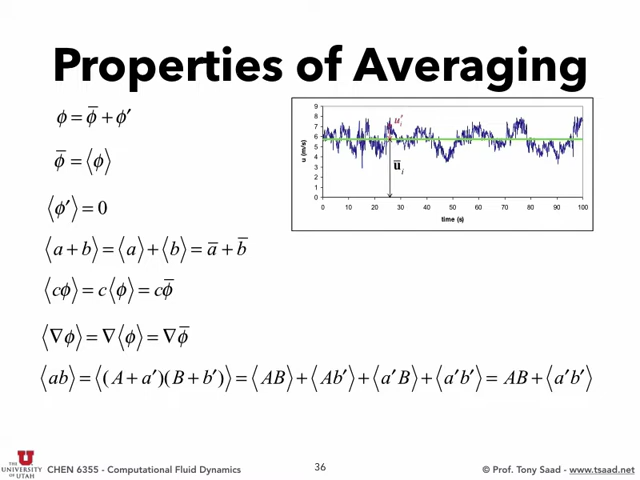 Properties of Averaging
ϕ = ϕ̅ + ϕ′
ϕ̅ = ⟨ϕ⟩
⟨ϕ′⟩ = 0
⟨a + b⟩ = ⟨a⟩ + ⟨b⟩ = a̅ + b̅
⟨cϕ⟩ = c⟨ϕ⟩ = cϕ̅
⟨∇ϕ⟩ = ∇⟨ϕ⟩ = ∇ϕ̅
⟨ab⟩ = ⟨(A + a′)(B + b′)⟩ = ⟨AB⟩ + ⟨Ab′⟩ + ⟨a′B⟩ + ⟨a′b′⟩ = AB + ⟨a′b′⟩
u (m/s)
9
8
7
6
5
4
3
2
1
0
u̅ᵢ
0 10 20 30 40 50 60 70 80 90 100
time (s)
THE UNIVERSITY OF UTAH
CHEN 6355 - Computational Fluid Dynamics
36
© Prof. Tony Saad - www.tsaad.net